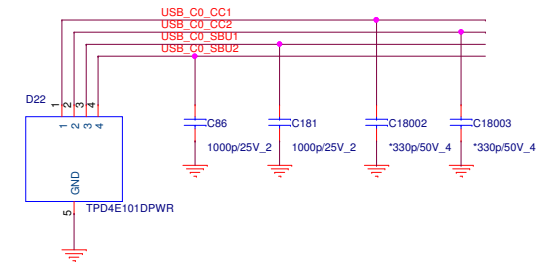 USB_C0_CC1
USB_C0_CC2
USB_C0_SBU1
USB_C0_SBU2
D22
1 2 3 4
1 2 3 4
GND
5
TPD4E101DPWR
C86
1000p/25V_2
C181
1000p/25V_2
C18002
*330p/50V_4
C18003
*330p/50V_4